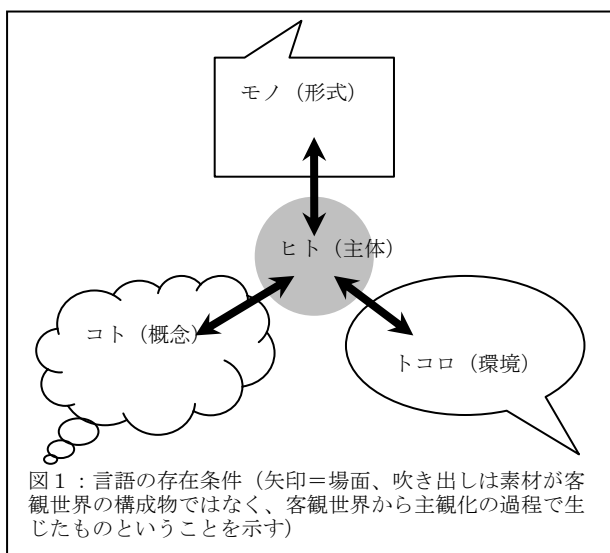 モノ（形式）
ヒト（主体）
コト（概念）
トコロ（環境）
図１：言語の存在条件（矢印＝場面、吹き出しは素材が客
観世界の構成物ではなく、客観世界から主観化の過程で生
じたものということを示す）